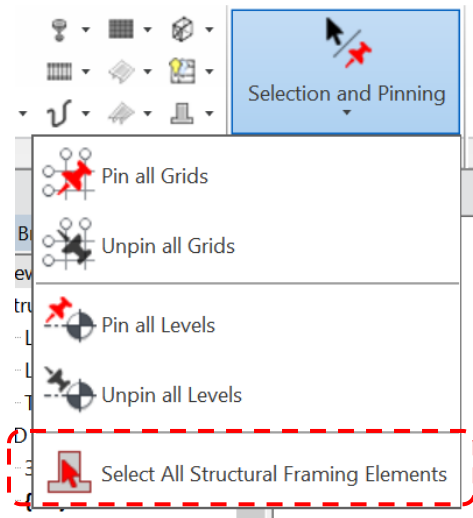 Selection and Pinning
Pin all Grids
Unpin all Grids
Pin all Levels
Unpin all Levels
Select All Structural Framing Elements